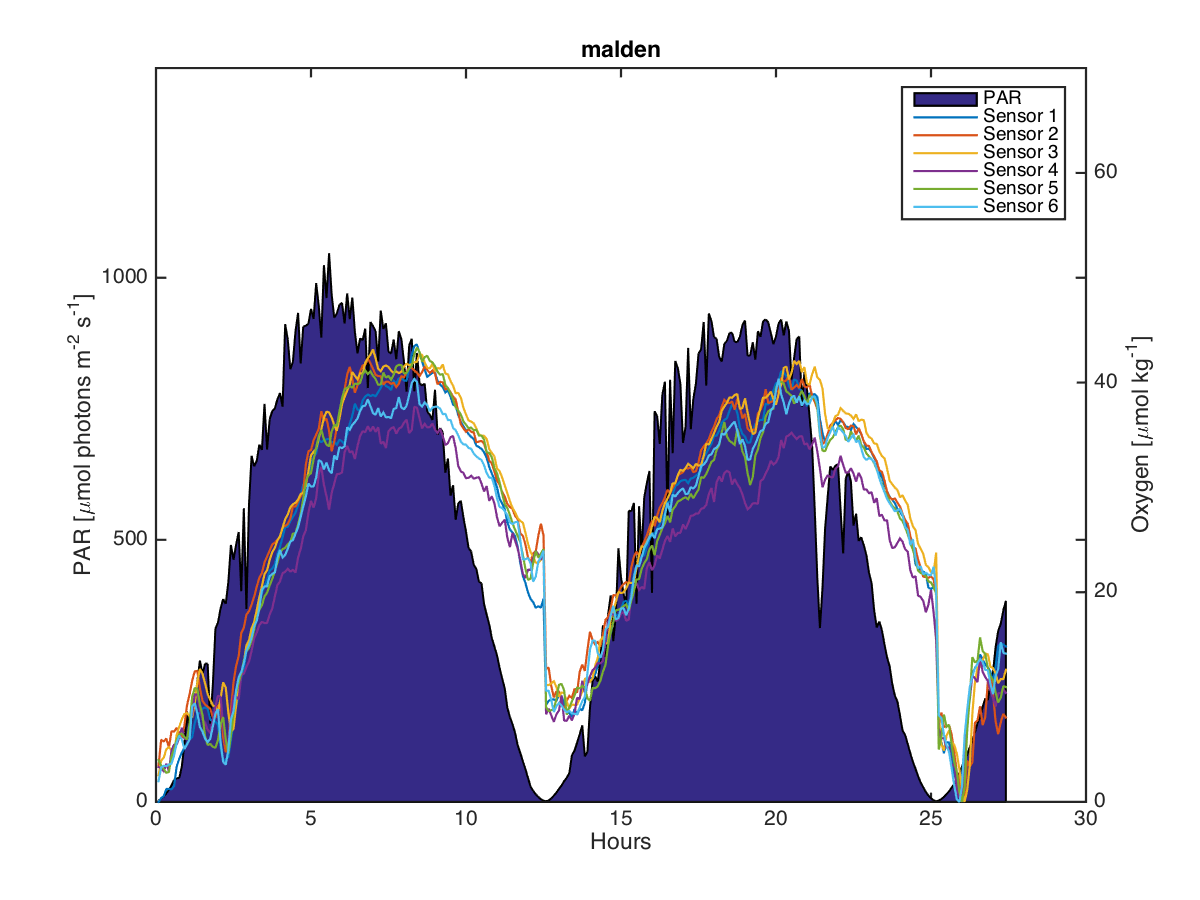 malden
PAR
Sensor 1
Sensor 2
Sensor 3
Sensor 4
Sensor 5
Sensor 6
PAR [μmol photons m⁻² s⁻¹]
1000
500
0
Oxygen [μmol kg⁻¹]
60
40
20
0
0 5 10 15 20 25 30
Hours